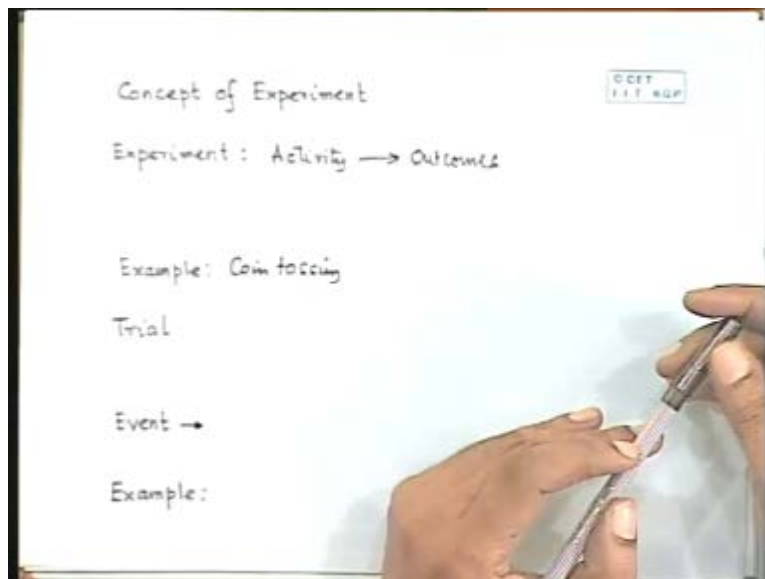 Concept of Experiment
© CET
I.I.T. KGP
Experiment : Activity → Outcomes
Example: Coin tossing
Trial
Event →
Example: